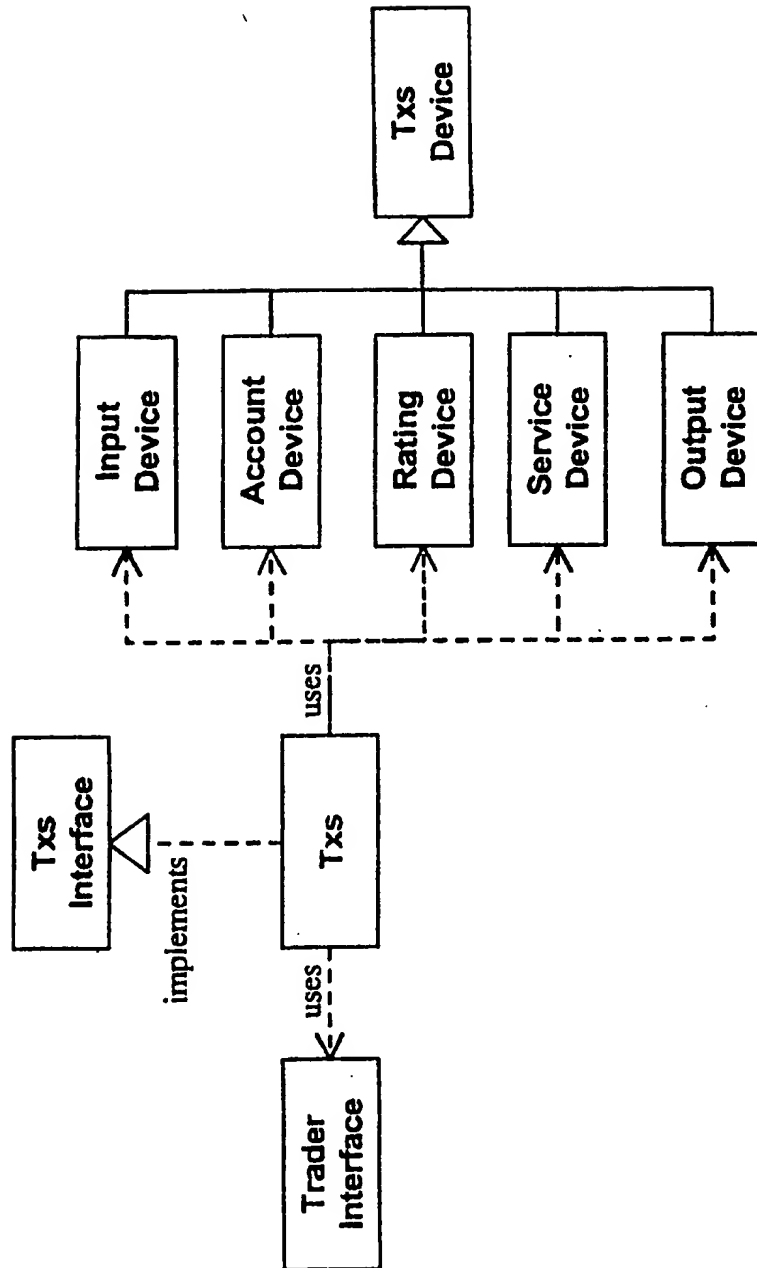 Trader
Interface
uses
Txs
Interface
implements
Txs
uses
Input
Device
Account
Device
Rating
Device
Service
Device
Output
Device
Txs
Device